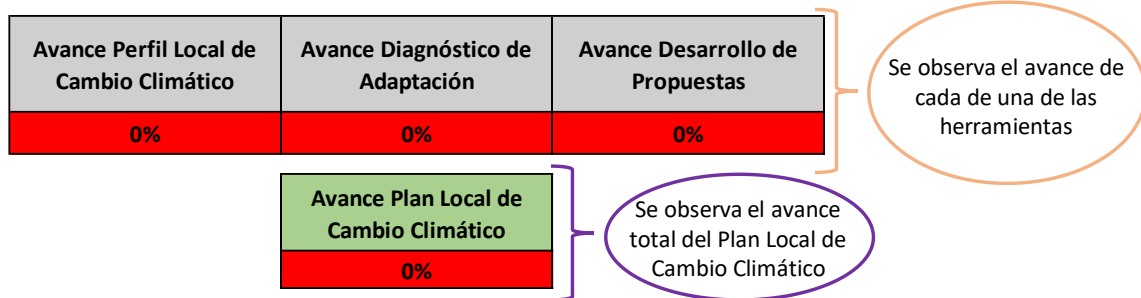 Avance Perfil Local de
Cambio Climático
Avance Diagnóstico de
Adaptación
Avance Desarrollo de
Propuestas
0%
0%
0%
Se observa el avance de
cada de una de las
herramientas
Avance Plan Local de
Cambio Climático
0%
Se observa el avance
total del Plan Local de
Cambio Climático